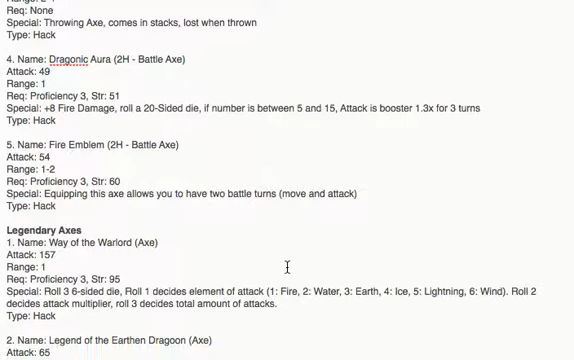 Req: None
Special: Throwing Axe, comes in stacks, lost when thrown
Type: Hack
4. Name: Dragonic Aura (2H - Battle Axe)
Attack: 49
Range: 1
Req: Proficiency 3, Str: 51
Special: +8 Fire Damage, roll a 20-Sided die, if number is between 5 and 15, Attack is booster 1.3x for 3 turns
Type: Hack
5. Name: Fire Emblem (2H - Battle Axe)
Attack: 54
Range: 1-2
Req: Proficiency 3, Str: 60
Special: Equipping this axe allows you to have two battle turns (move and attack)
Type: Hack
Legendary Axes
1. Name: Way of the Warlord (Axe)
Attack: 157
Range: 1
Req: Proficiency 3, Str: 95
Special: Roll 3 6-sided die, Roll 1 decides element of attack (1: Fire, 2: Water, 3: Earth, 4: Ice, 5: Lightning, 6: Wind). Roll 2
decides attack multiplier, roll 3 decides total amount of attacks.
Type: Hack
2. Name: Legend of the Earthen Dragoon (Axe)
Attack: 65